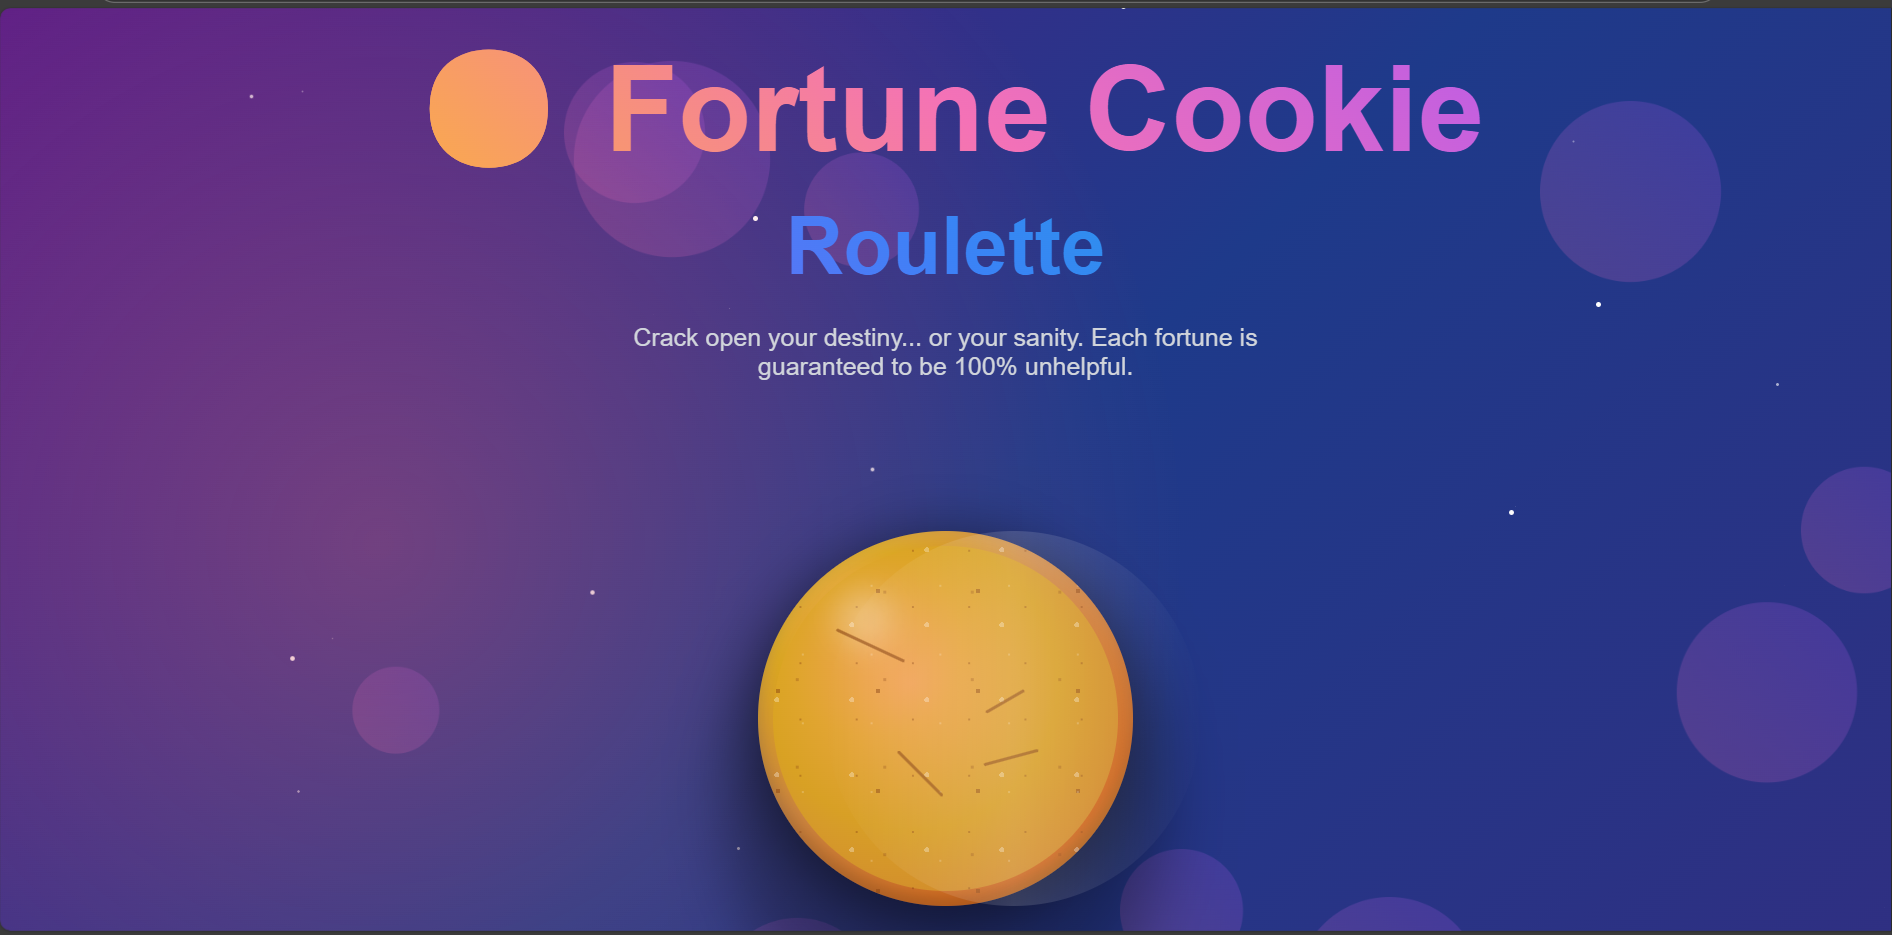 Fortune Cookie
Roulette
Crack open your destiny... or your sanity. Each fortune is
guaranteed to be 100% unhelpful.